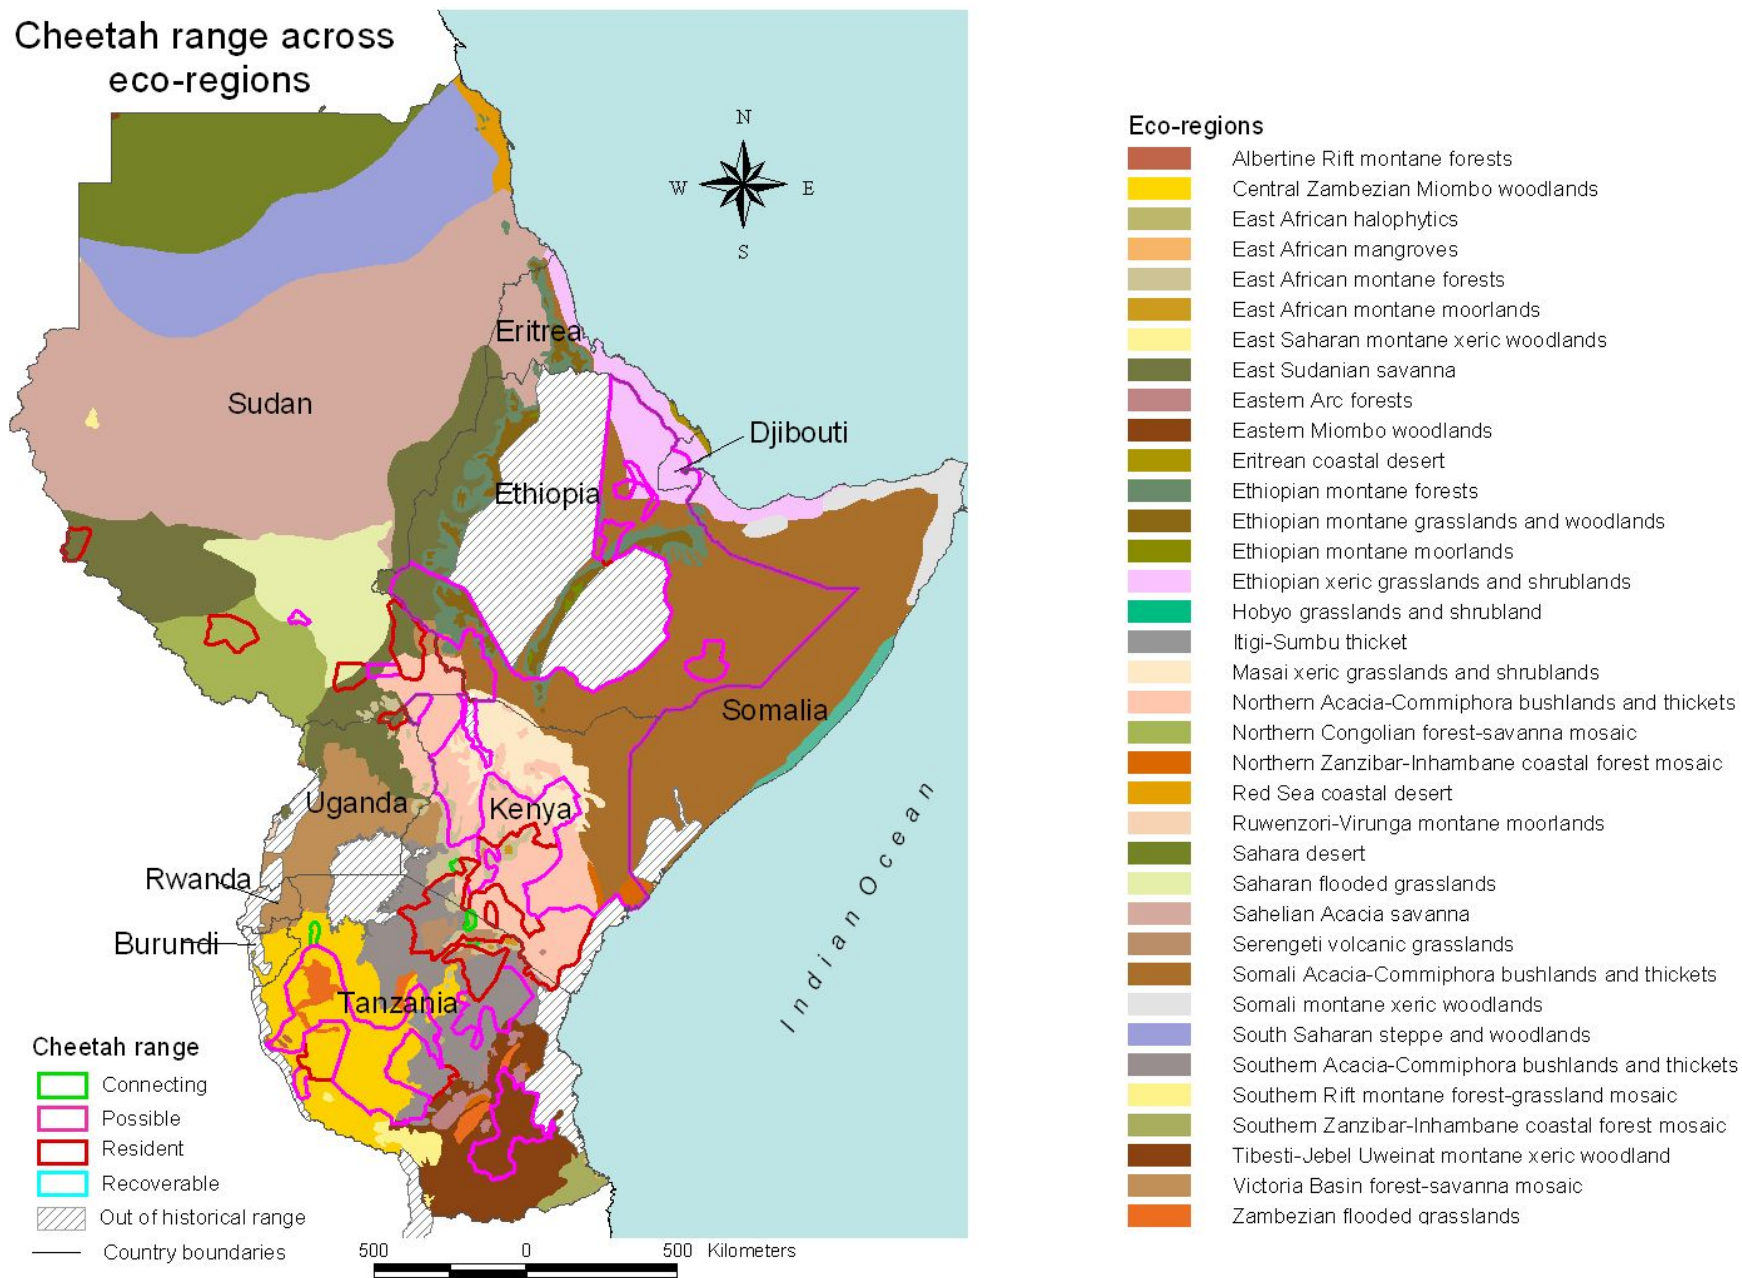 Cheetah range across
eco-regions
N
W
E
S
Eritrea
Sudan
Djibouti
Ethiopia
Somalia
Uganda
Kenya
Rwanda
Burundi
Tanzania
Indian Ocean
Cheetah range
Connecting
Possible
Resident
Recoverable
Out of historical range
Country boundaries
500 0 500 Kilometers
Eco-regions
Albertine Rift montane forests
Central Zambezian Miombo woodlands
East African halophytics
East African mangroves
East African montane forests
East African montane moorlands
East Saharan montane xeric woodlands
East Sudanian savanna
Eastern Arc forests
Eastern Miombo woodlands
Eritrean coastal desert
Ethiopian montane forests
Ethiopian montane grasslands and woodlands
Ethiopian montane moorlands
Ethiopian xeric grasslands and shrublands
Hobyo grasslands and shrubland
Itigi-Sumbu thicket
Masai xeric grasslands and shrublands
Northern Acacia-Commiphora bushlands and thickets
Northern Congolian forest-savanna mosaic
Northern Zanzibar-Inhambane coastal forest mosaic
Red Sea coastal desert
Ruwenzori-Virunga montane moorlands
Sahara desert
Saharan flooded grasslands
Sahelian Acacia savanna
Serengeti volcanic grasslands
Somali Acacia-Commiphora bushlands and thickets
Somali montane xeric woodlands
South Saharan steppe and woodlands
Southern Acacia-Commiphora bushlands and thickets
Southern Rift montane forest-grassland mosaic
Southern Zanzibar-Inhambane coastal forest mosaic
Tibesti-Jebel Uweinat montane xeric woodland
Victoria Basin forest-savanna mosaic
Zambezian flooded grasslands